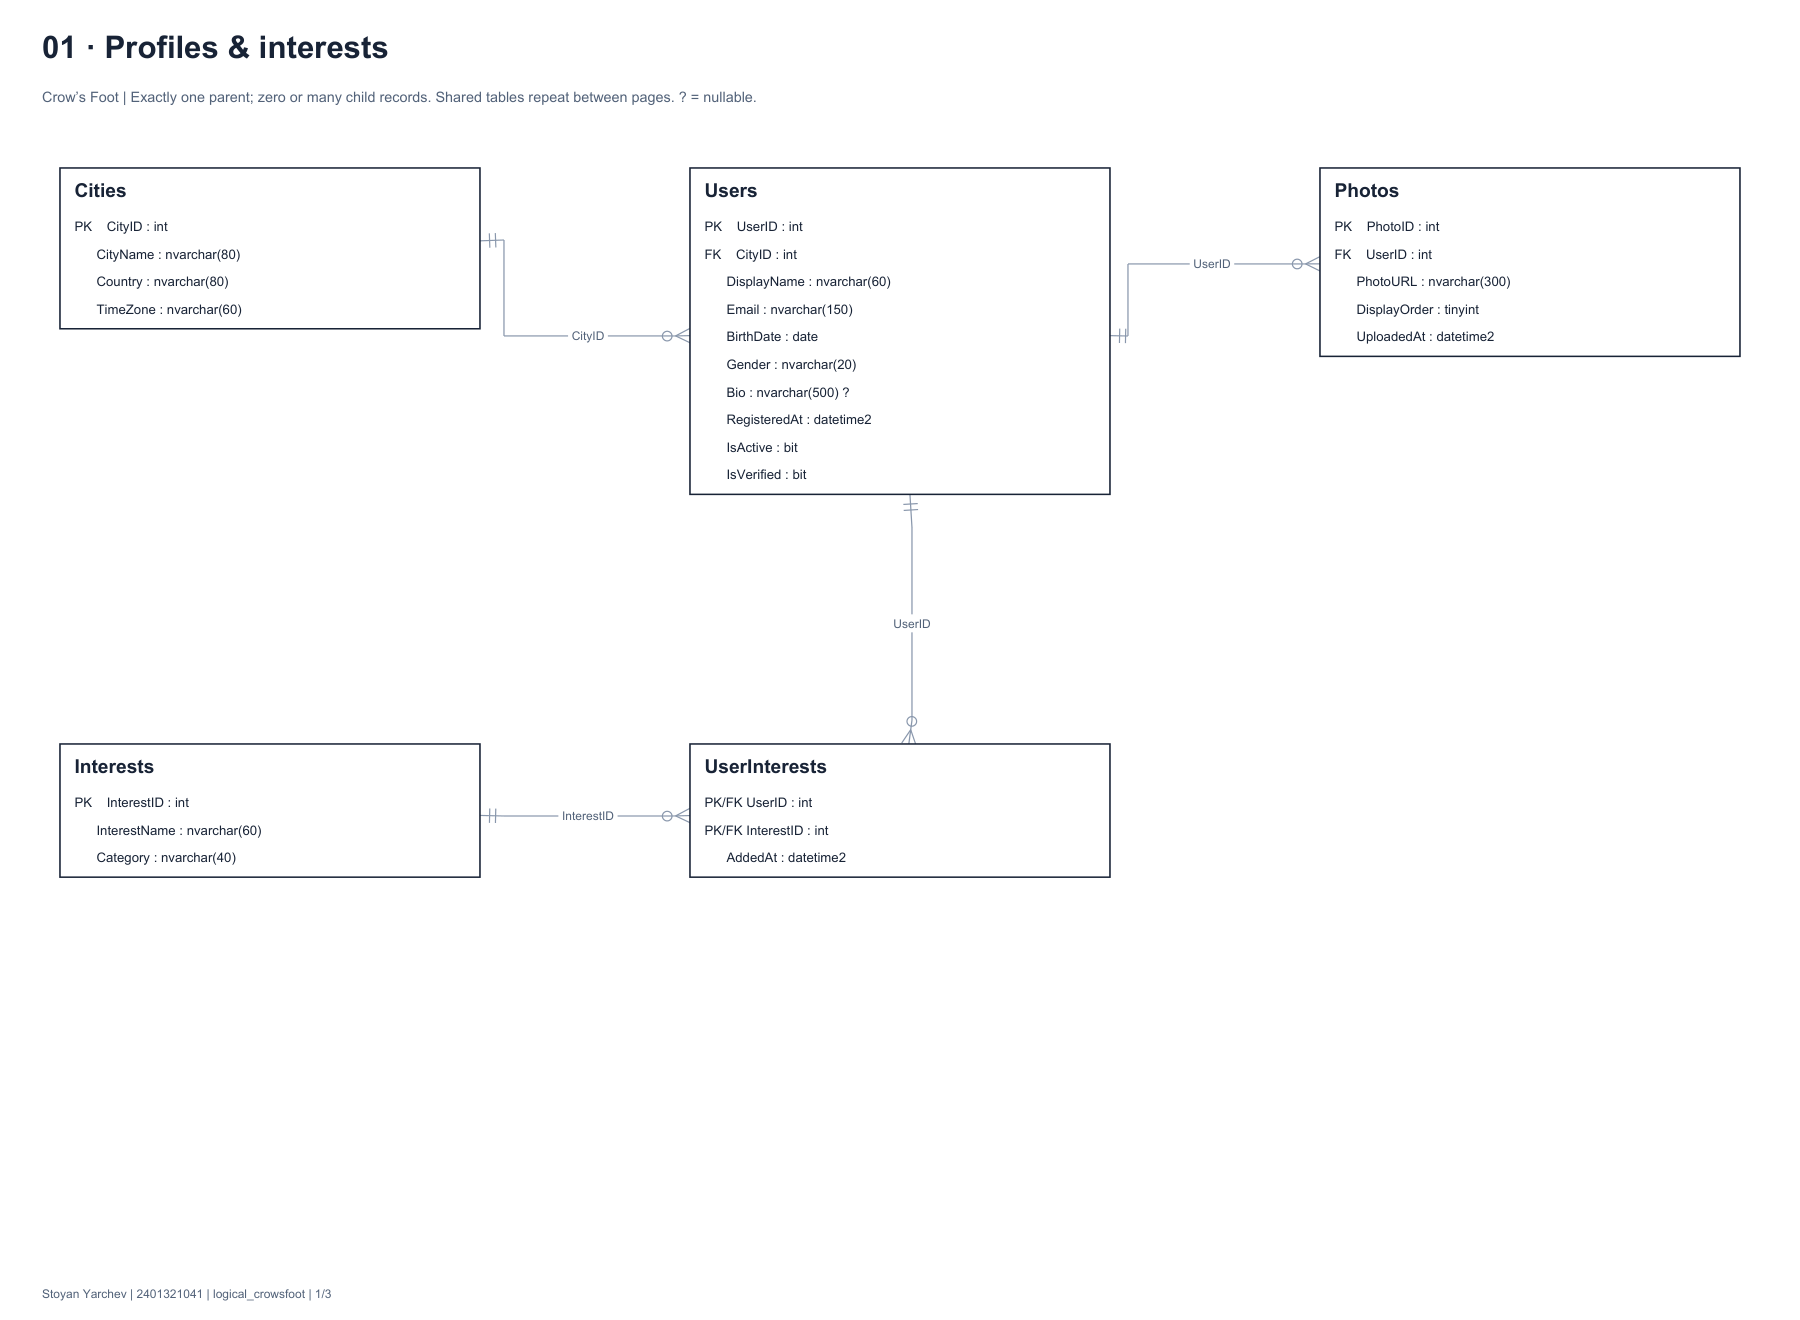 01 · Profiles & interests
Crow's Foot | Exactly one parent; zero or many child records. Shared tables repeat between pages. ? = nullable.
Cities
PK CityID : int
CityName : nvarchar(80)
Country : nvarchar(80)
TimeZone : nvarchar(60)
CityID
Users
PK UserID : int
FK CityID : int
DisplayName : nvarchar(60)
Email : nvarchar(150)
BirthDate : date
Gender : nvarchar(20)
Bio : nvarchar(500) ?
RegisteredAt : datetime2
IsActive : bit
IsVerified : bit
UserID
Photos
PK PhotoID : int
FK UserID : int
PhotoURL : nvarchar(300)
DisplayOrder : tinyint
UploadedAt : datetime2
UserID
Interests
PK InterestID : int
InterestName : nvarchar(60)
Category : nvarchar(40)
InterestID
UserInterests
PK/FK UserID : int
PK/FK InterestID : int
AddedAt : datetime2
Stoyan Yarchev | 2401321041 | logical_crowsfoot | 1/3